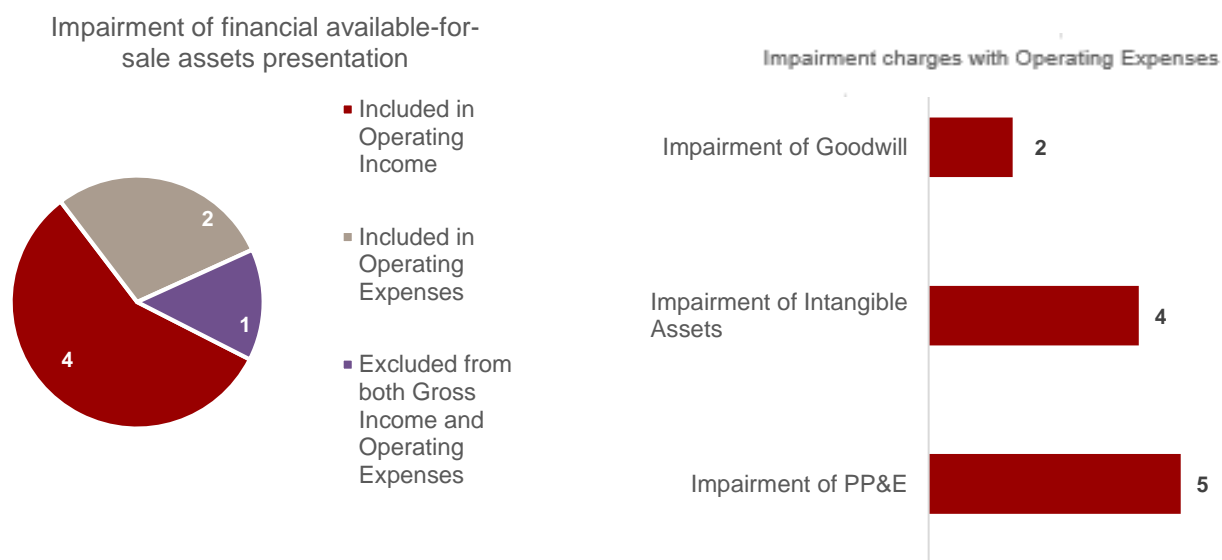 Impairment of financial available-for-
sale assets presentation
Included in
Operating
Income
Included in
Operating
Expenses
Excluded from
both Gross
Income and
Operating
Expenses
2
1
4
Impairment charges with Operating Expenses
Impairment of Goodwill
2
Impairment of Intangible
Assets
4
Impairment of PP&E
5